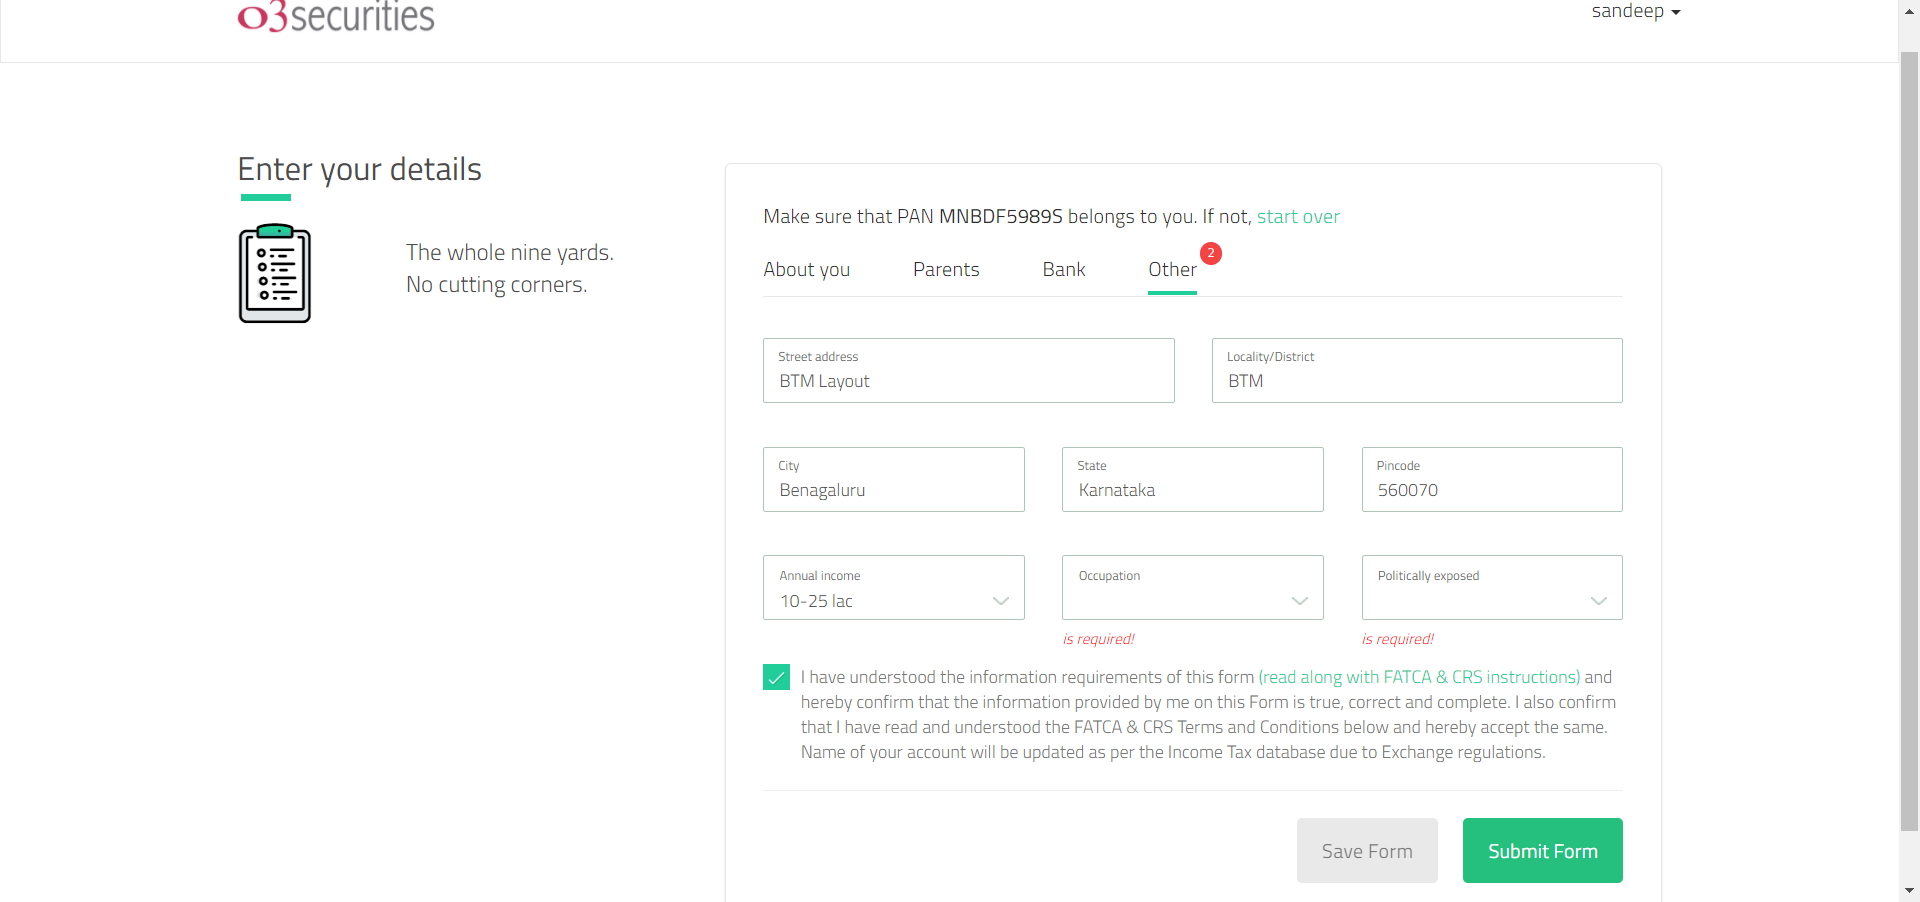 o3securities
sandeep
Enter your details
The whole nine yards.
No cutting corners.
Make sure that PAN MNBDF5989S belongs to you. If not, start over
About you
Parents
Bank
Other
2
Street address
BTM Layout
Locality/District
BTM
City
Benagaluru
State
Karnataka
Pincode
560070
Annual income
10-25 lac
Occupation
is required!
Politically exposed
is required!
I have understood the information requirements of this form (read along with FATCA & CRS instructions) and
hereby confirm that the information provided by me on this Form is true, correct and complete. I also confirm
that I have read and understood the FATCA & CRS Terms and Conditions below and hereby accept the same.
Name of your account will be updated as per the Income Tax database due to Exchange regulations.
Save Form
Submit Form